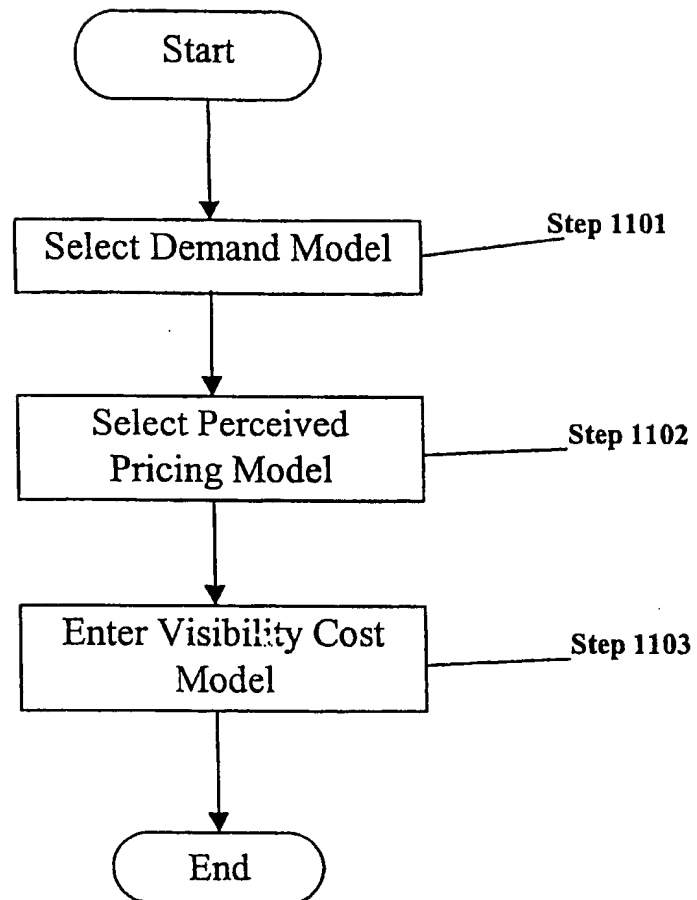 Start
Select Demand Model
Step 1101
Select Perceived
Pricing Model
Step 1102
Enter Visibility Cost
Model
Step 1103
End